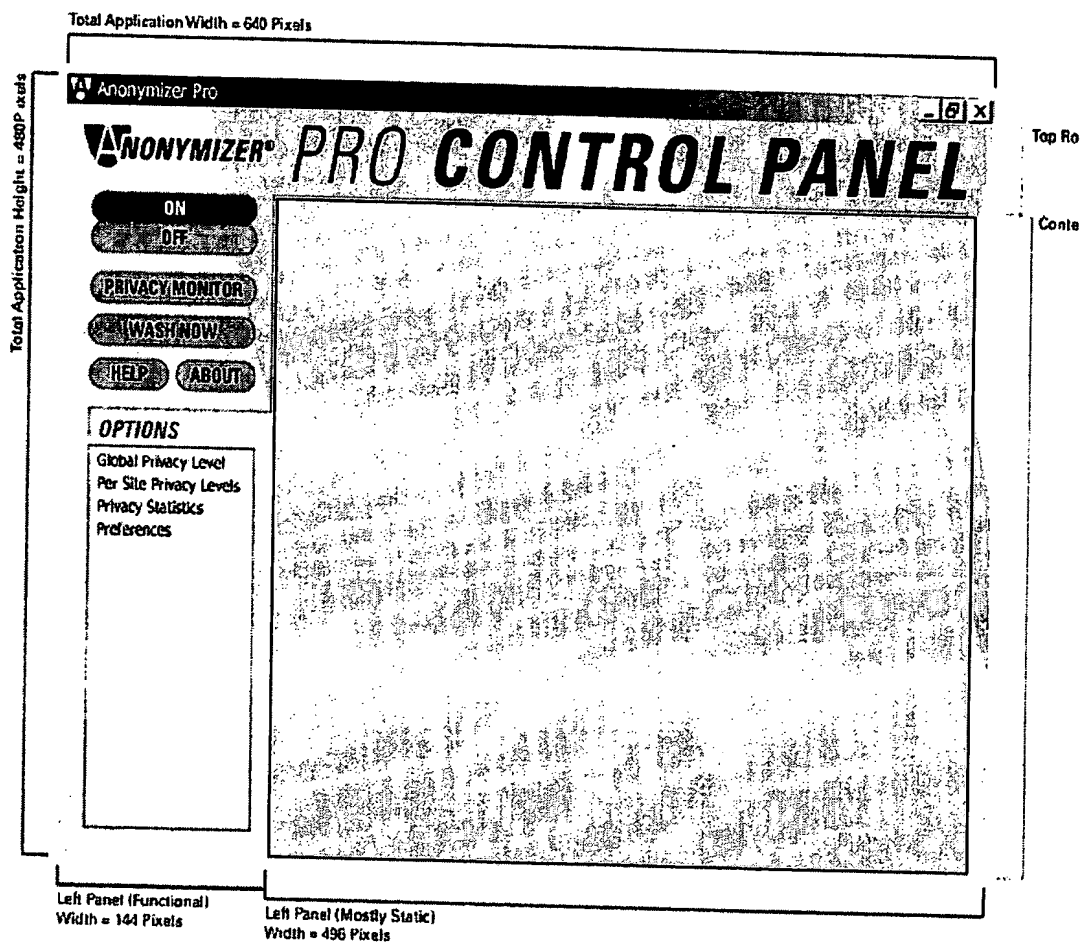 Total Application Width = 640 Pixels
Total Application Height = 480P ixels
Anonymizer Pro
ANONYMIZER® PRO CONTROL PANEL
Top Ro
Conte
ON
OFF
PRIVACY MONITOR
WASH NOW
HELP ABOUT
OPTIONS
Global Privacy Level
Per Site Privacy Levels
Privacy Statistics
Preferences
Left Panel (Functional)
Width = 144 Pixels
Left Panel (Mostly Static)
Width = 496 Pixels